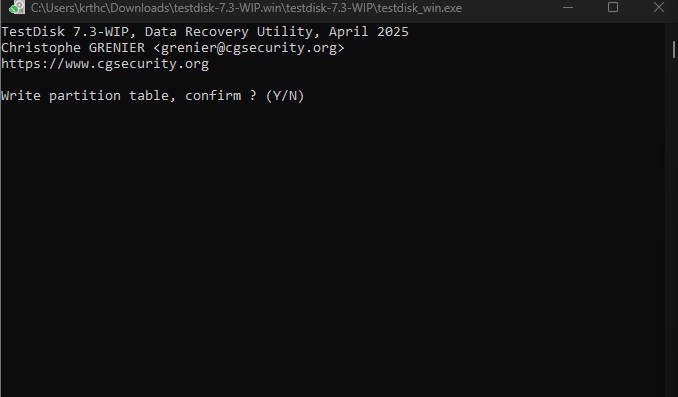 C:\Users\krthc\Downloads\testdisk-7.3-WIP.win\testdisk-7.3-WIP\testdisk_win.exe
TestDisk 7.3-WIP, Data Recovery Utility, April 2025
Christophe GRENIER <grenier@cgsecurity.org>
https://www.cgsecurity.org
Write partition table, confirm ? (Y/N)